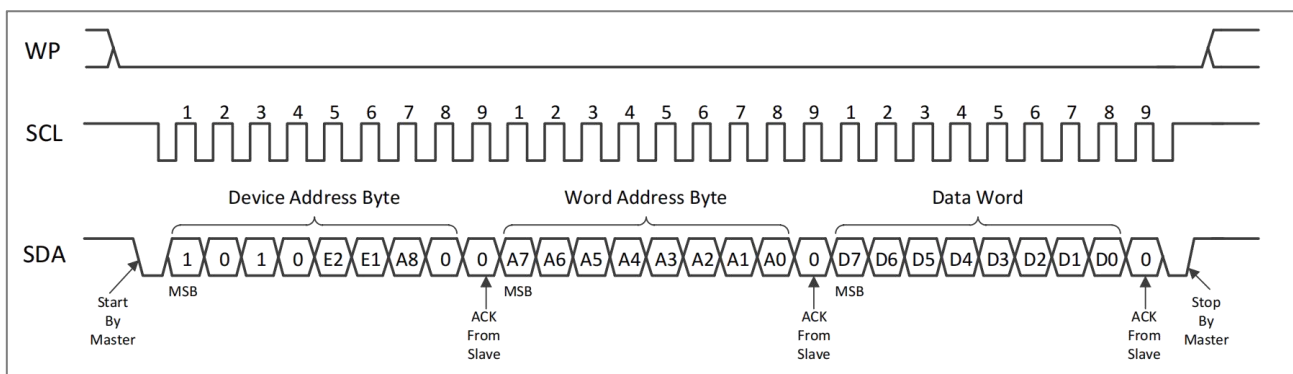 WP
1 2 3 4 5 6 7 8 9 1 2 3 4 5 6 7 8 9 1 2 3 4 5 6 7 8 9
SCL
Device Address Byte Word Address Byte Data Word
SDA 1 0 1 0 E2 E1 A8 0 0 A7 A6 A5 A4 A3 A2 A1 A0 0 D7 D6 D5 D4 D3 D2 D1 D0 0
MSB MSB MSB
Start
By
Master
ACK
From
Slave
ACK
From
Slave
ACK
From
Slave
Stop
By
Master